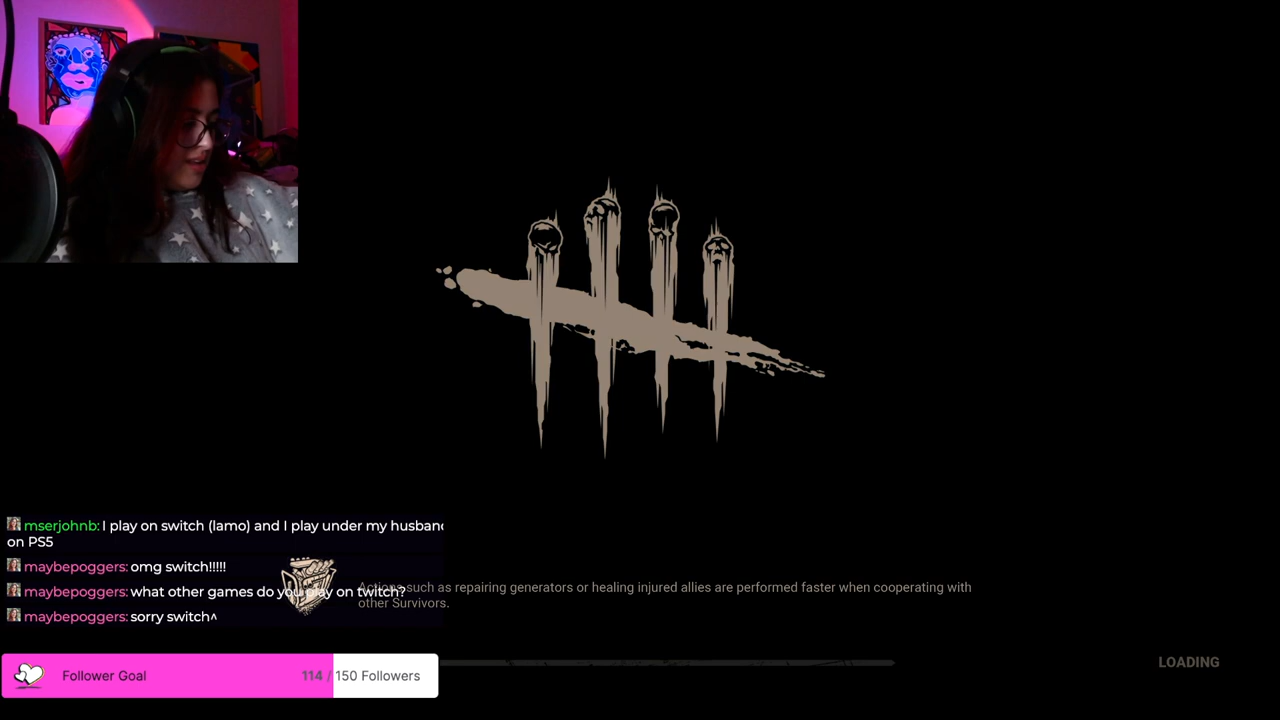 mserjohnb: I play on switch (lamo) and I play under my husband
on PS5
maybepoggers: omg switch!!!!!
maybepoggers: what other games do you play on twitch?
maybepoggers: sorry switch^
Actions such as repairing generators or healing injured allies are performed faster when cooperating with
other Survivors.
Follower Goal 114 / 150 Followers
LOADING